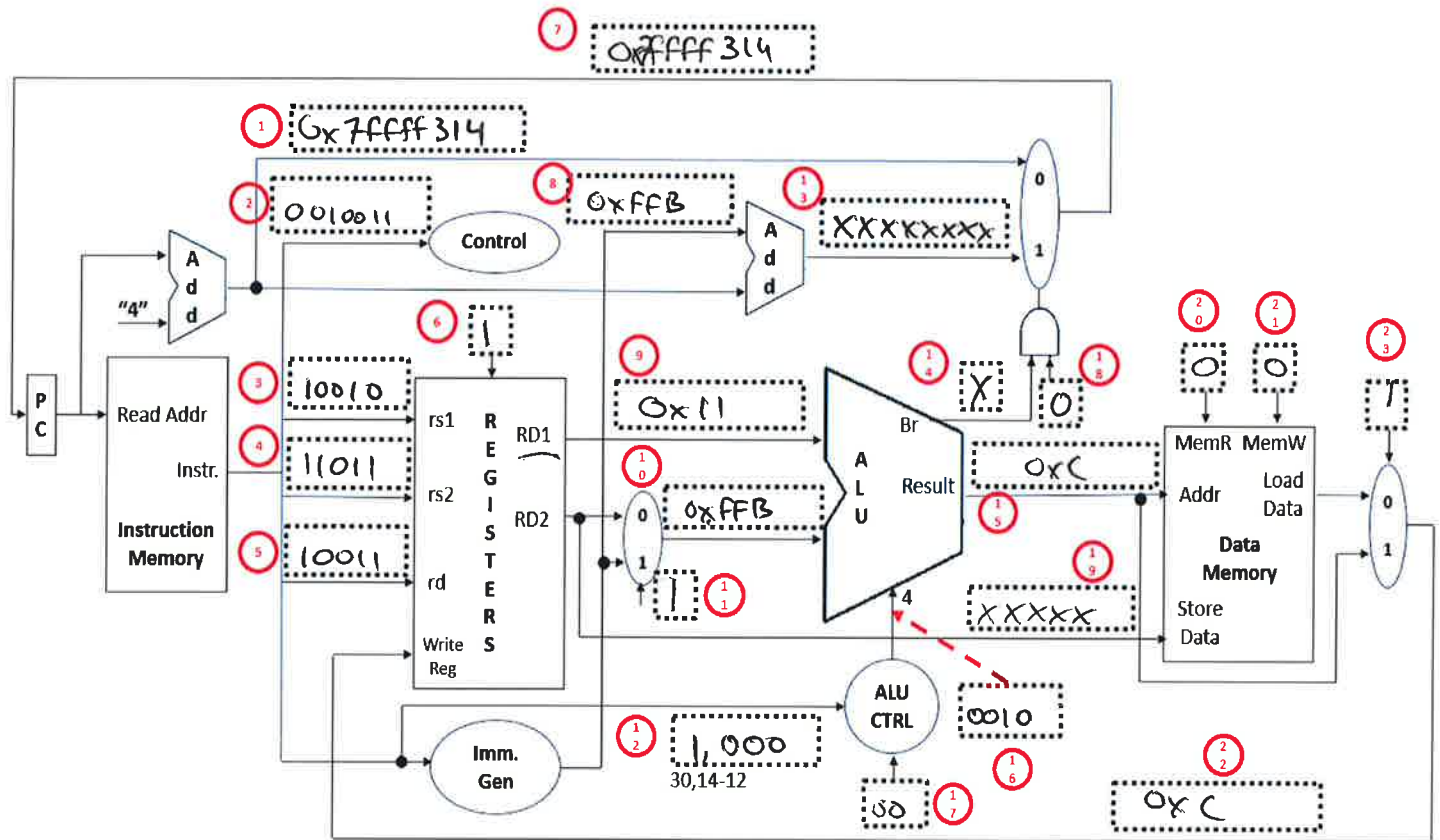 7
0x7ffff314
1
0x7ffff314
2
0010011
Control
8
0xFFB
13
XXXXXXXX
0
1
Add
"4"
Add
6
1
PC
Read Addr
Instr.
Instruction
Memory
3
10010
4
11011
5
10011
rs1
rs2
rd
Write
Reg
REGISTERS
RD1
RD2
9
0x11
10
0
1
0xFFB
1
11
ALU
Br
Result
4
14
X
0
18
0xC
15
20
0
21
0
23
1
MemR
MemW
Addr
Load
Data
Data
Memory
Store
Data
0
1
19
XXXXX
Imm.
Gen
12
1,000
30,14-12
ALU
CTRL
0010
16
00
17
22
0xC